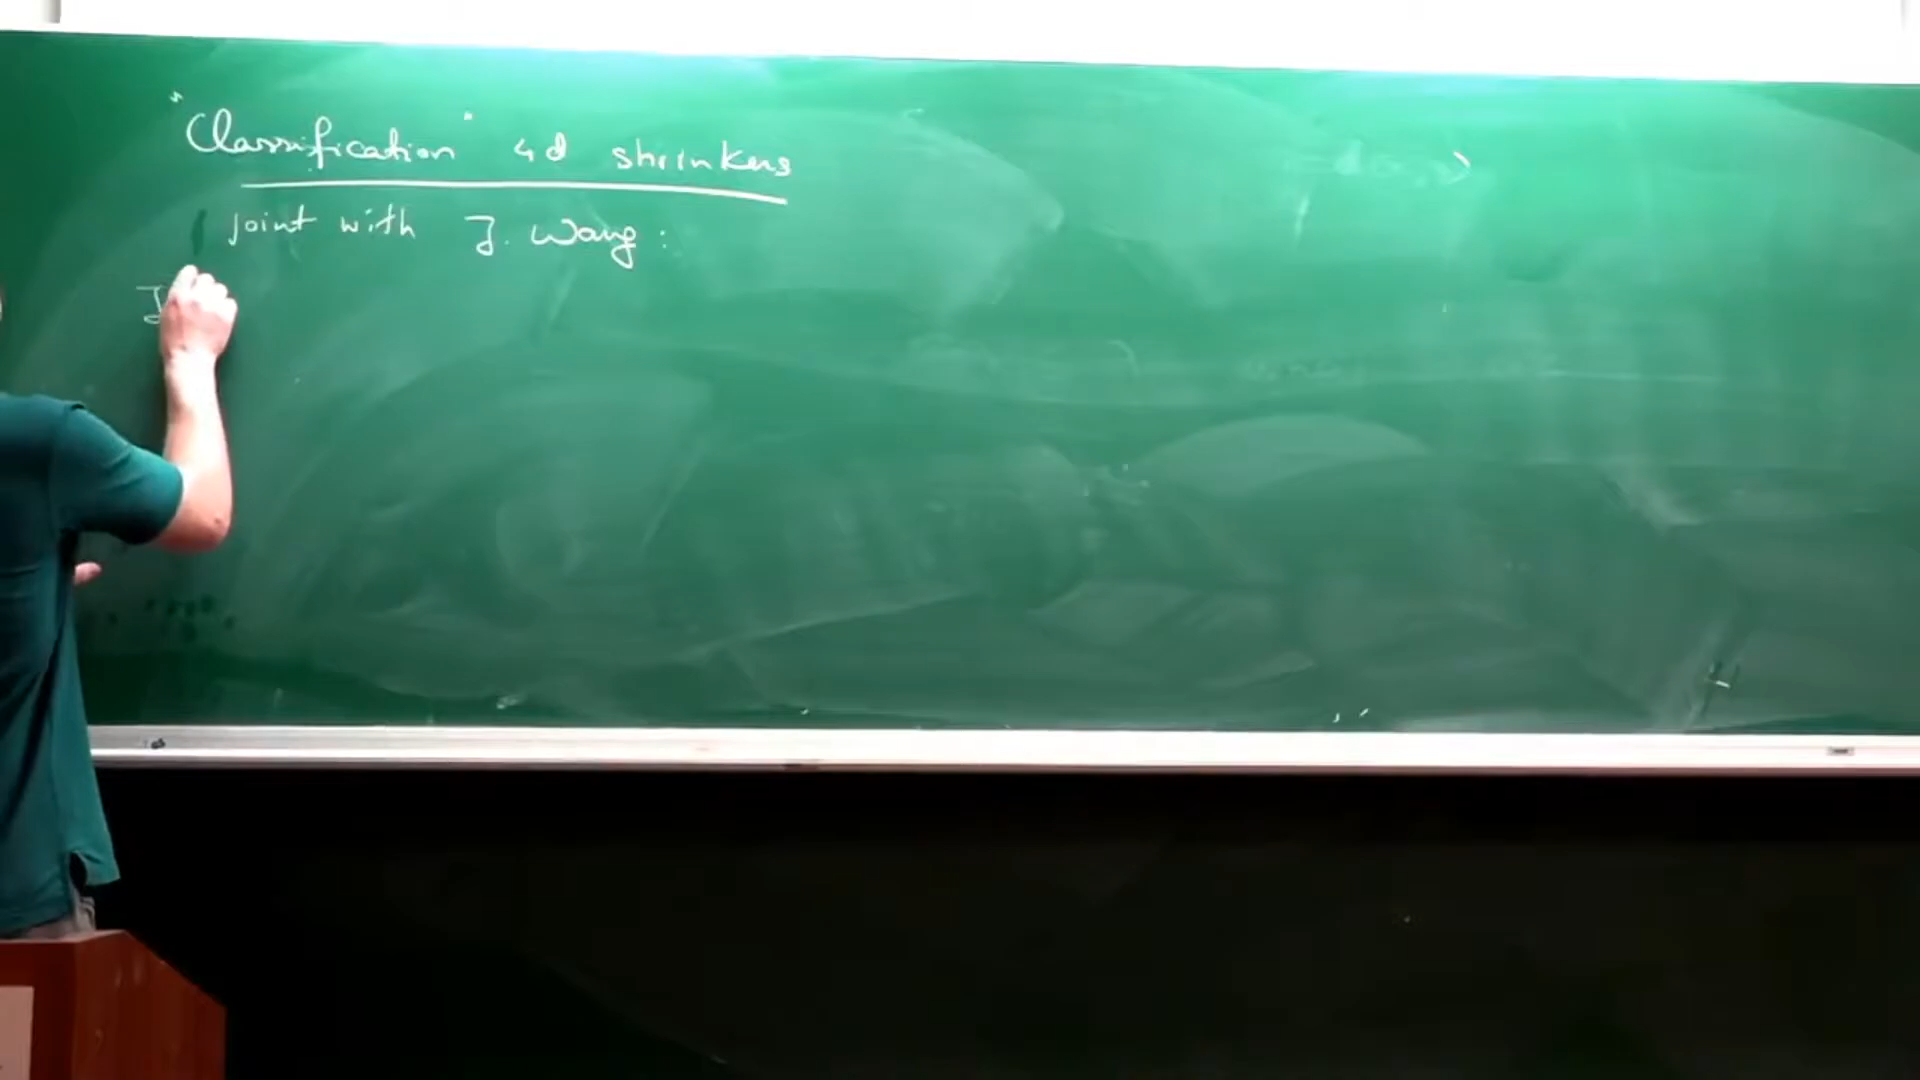 "Classification" 4d shrinkers
joint with J. Wang: